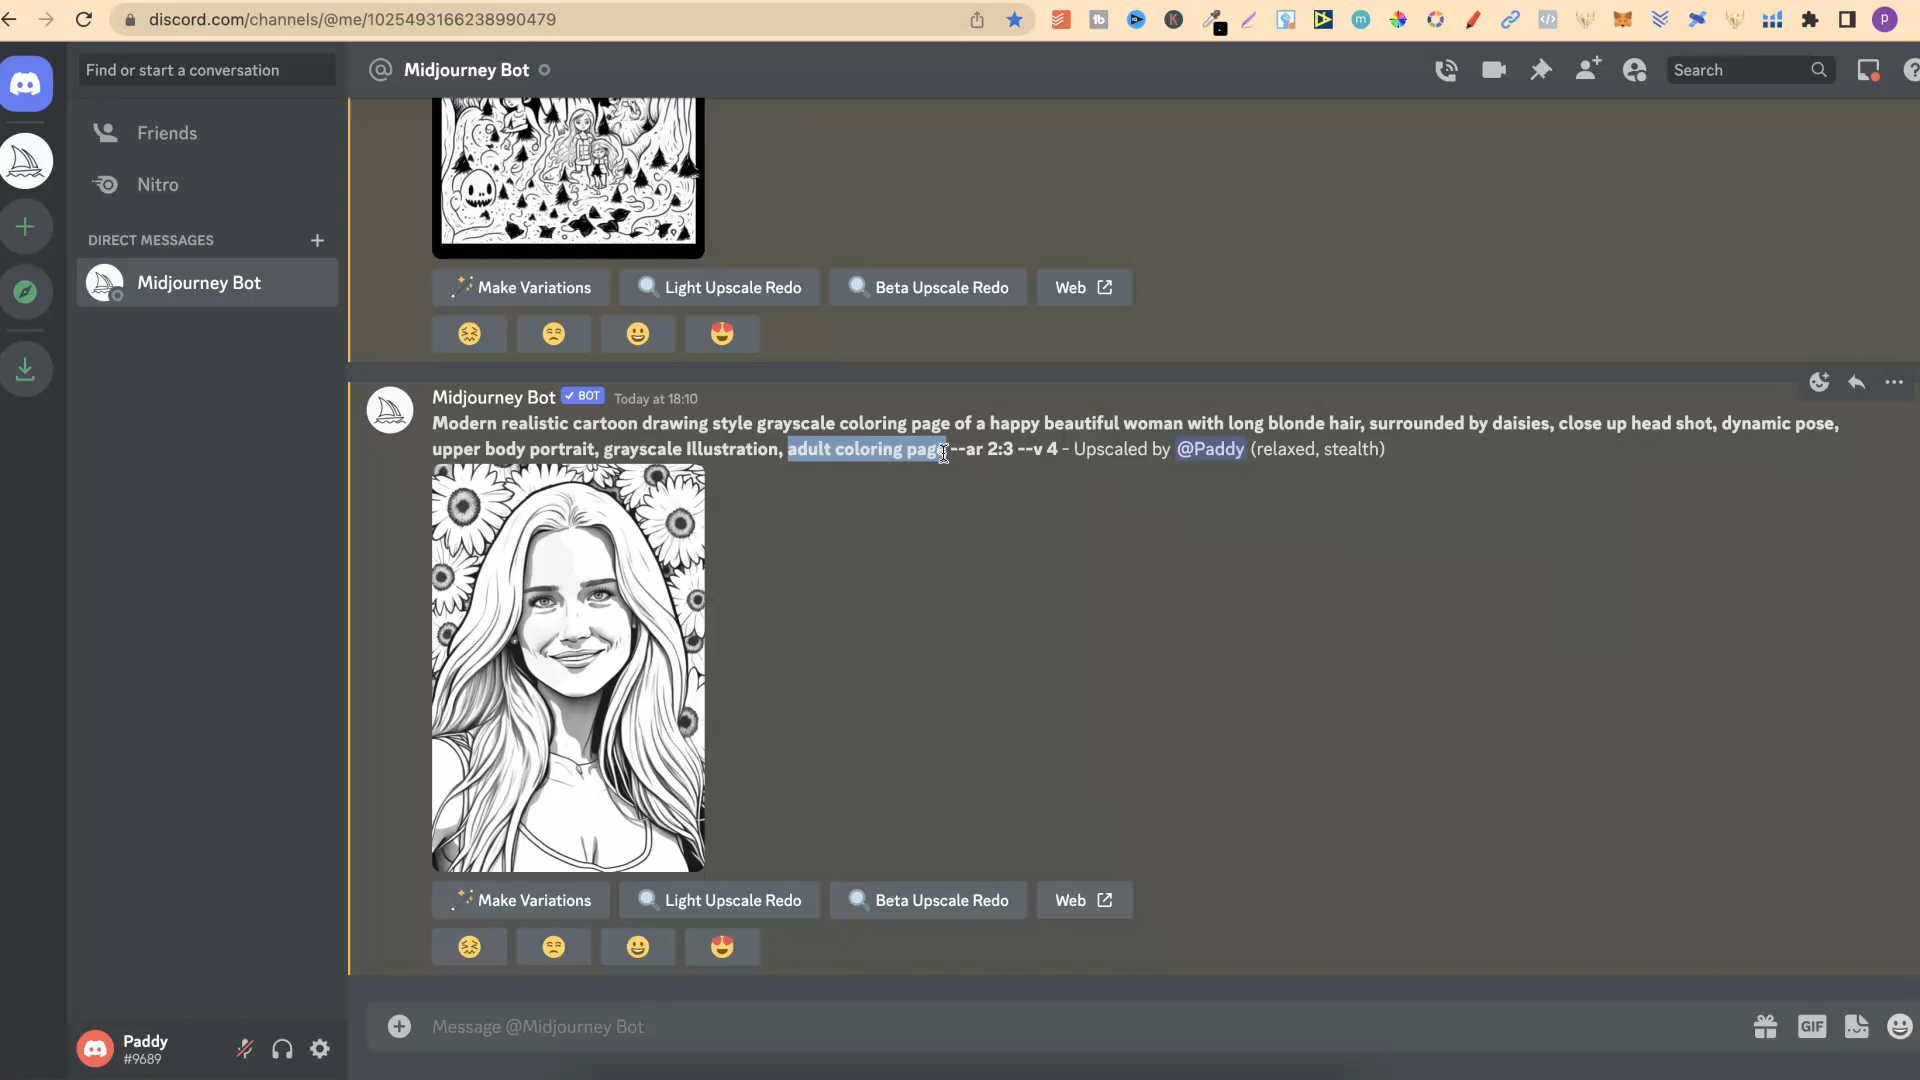 discord.com/channels/@me/1025493166238990479
Find or start a conversation
Midjourney Bot
Search
Friends
Nitro
DIRECT MESSAGES
Midjourney Bot
Make Variations
Light Upscale Redo
Beta Upscale Redo
Web
Midjourney Bot ✓ BOT Today at 18:10
Modern realistic cartoon drawing style grayscale coloring page of a happy beautiful woman with long blonde hair, surrounded by daisies, close up head shot, dynamic pose,
upper body portrait, grayscale Illustration, adult coloring page --ar 2:3 --v 4 - Upscaled by @Paddy (relaxed, stealth)
Make Variations
Light Upscale Redo
Beta Upscale Redo
Web
Message @Midjourney Bot
GIF
Paddy
#9689